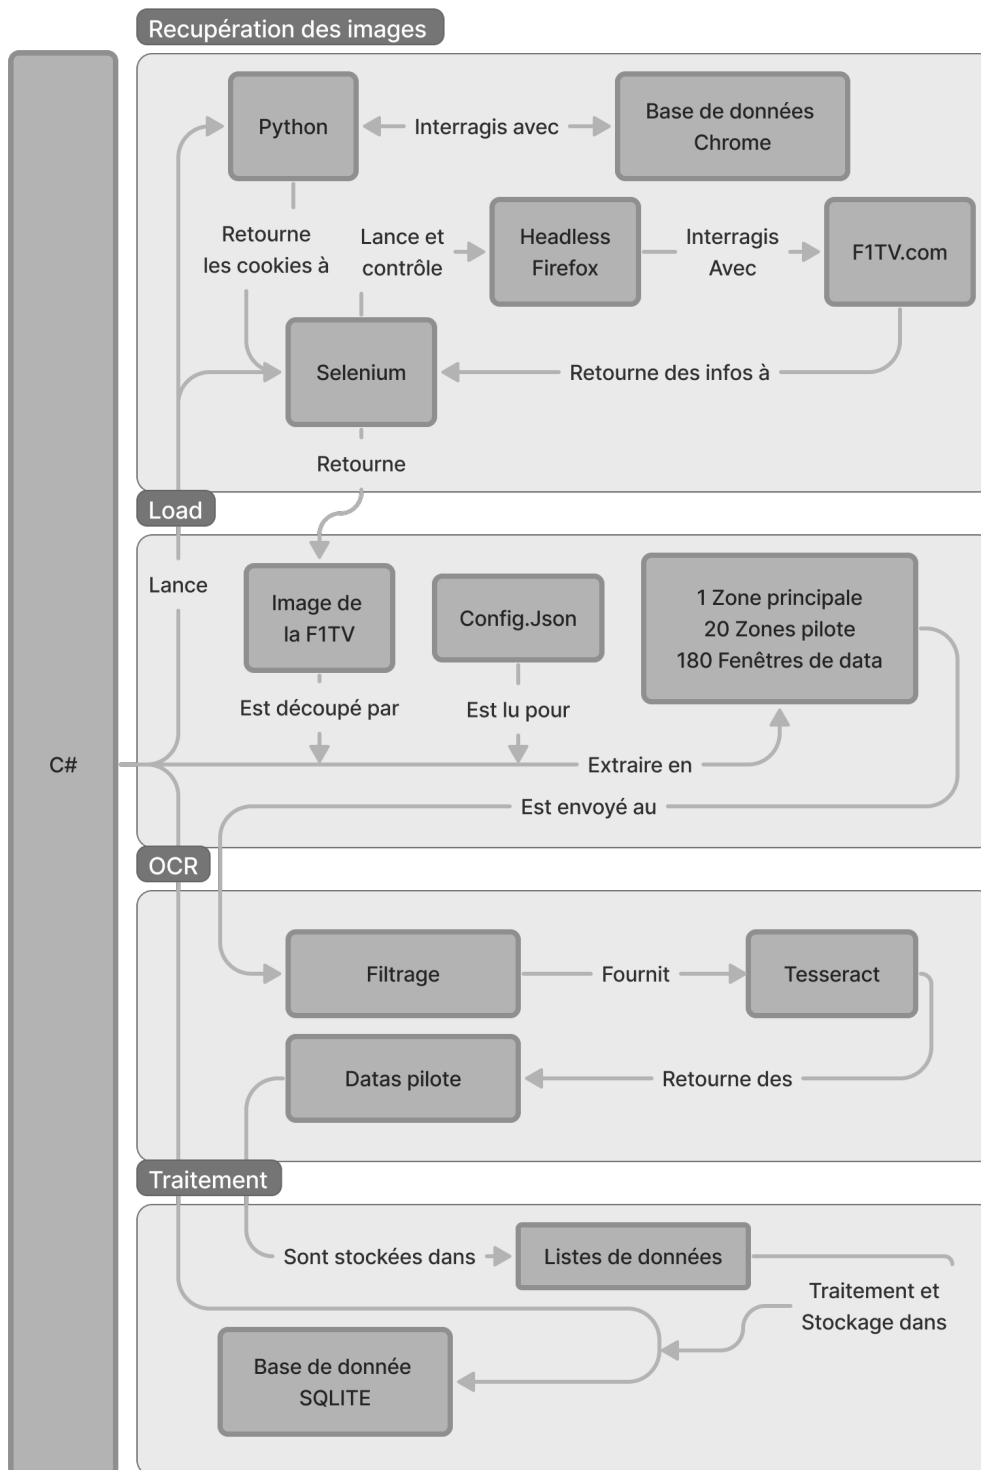 Recupération des images
Python
Interragis avec
Base de données
Chrome
Retourne
les cookies à
Lance et
contrôle
Headless
Firefox
Interragis
Avec
F1TV.com
Selenium
Retourne des infos à
Retourne
Load
Lance
Image de
la F1TV
Config.Json
1 Zone principale
20 Zones pilote
180 Fenêtres de data
Est découpé par
Est lu pour
C#
Extraire en
Est envoyé au
OCR
Filtrage
Fournit
Tesseract
Datas pilote
Retourne des
Traitement
Sont stockées dans
Listes de données
Traitement et
Stockage dans
Base de donnée
SQLITE